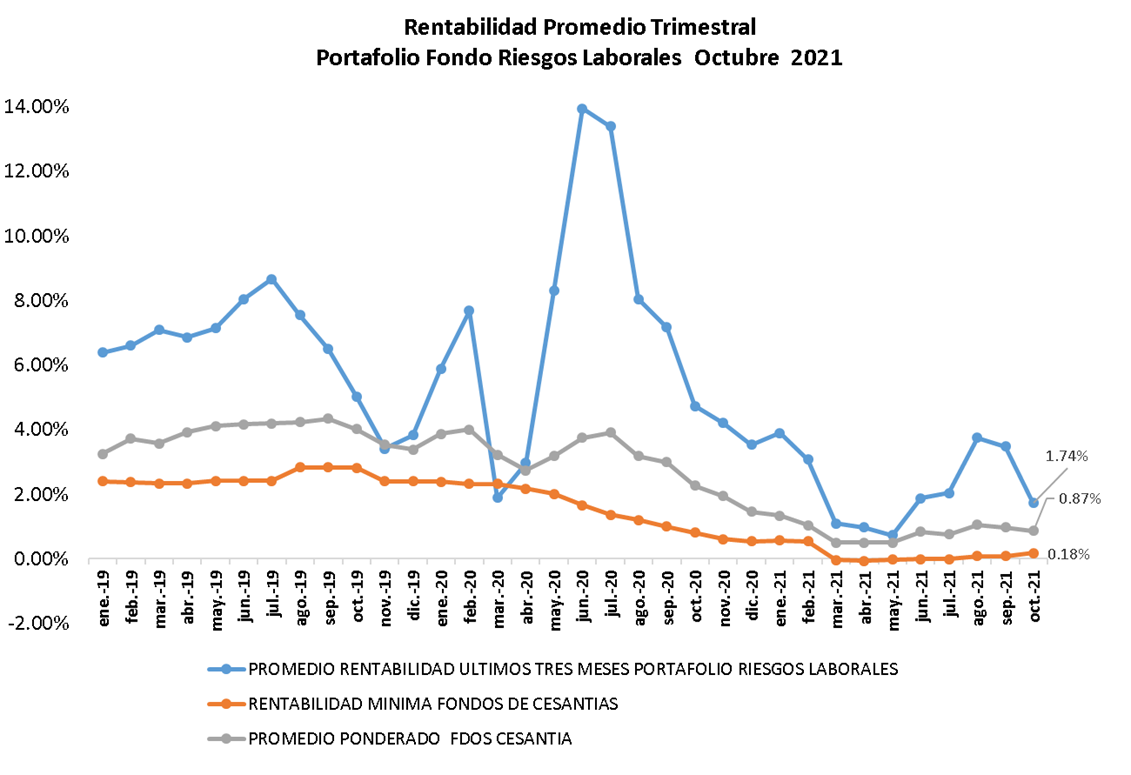 Rentabilidad Promedio Trimestral
Portafolio Fondo Riesgos Laborales Octubre 2021
14.00%
12.00%
10.00%
8.00%
6.00%
4.00%
2.00%
0.00%
-2.00%
1.74%
0.87%
0.18%
ene.-19
feb.-19
mar.-19
abr.-19
may.-19
jun.-19
jul.-19
ago.-19
sep.-19
oct.-19
nov.-19
dic.-19
ene.-20
feb.-20
mar.-20
abr.-20
may.-20
jun.-20
jul.-20
ago.-20
sep.-20
oct.-20
nov.-20
dic.-20
ene.-21
feb.-21
mar.-21
abr.-21
may.-21
jun.-21
jul.-21
ago.-21
sep.-21
oct.-21
PROMEDIO RENTABILIDAD ULTIMOS TRES MESES PORTAFOLIO RIESGOS LABORALES
RENTABILIDAD MINIMA FONDOS DE CESANTIAS
PROMEDIO PONDERADO FDOS CESANTIA